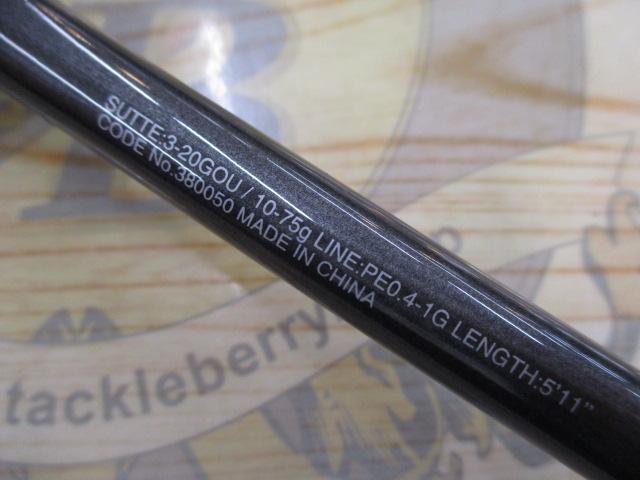 SUTTE:3-20GOU / 10-75g LINE:PE0.4-1G LENGTH:5'11"
CODE No.380050 MADE IN CHINA
tackleberry